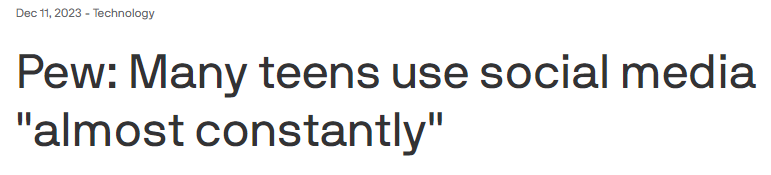 Dec 11, 2023 - Technology
Pew: Many teens use social media
"almost constantly"